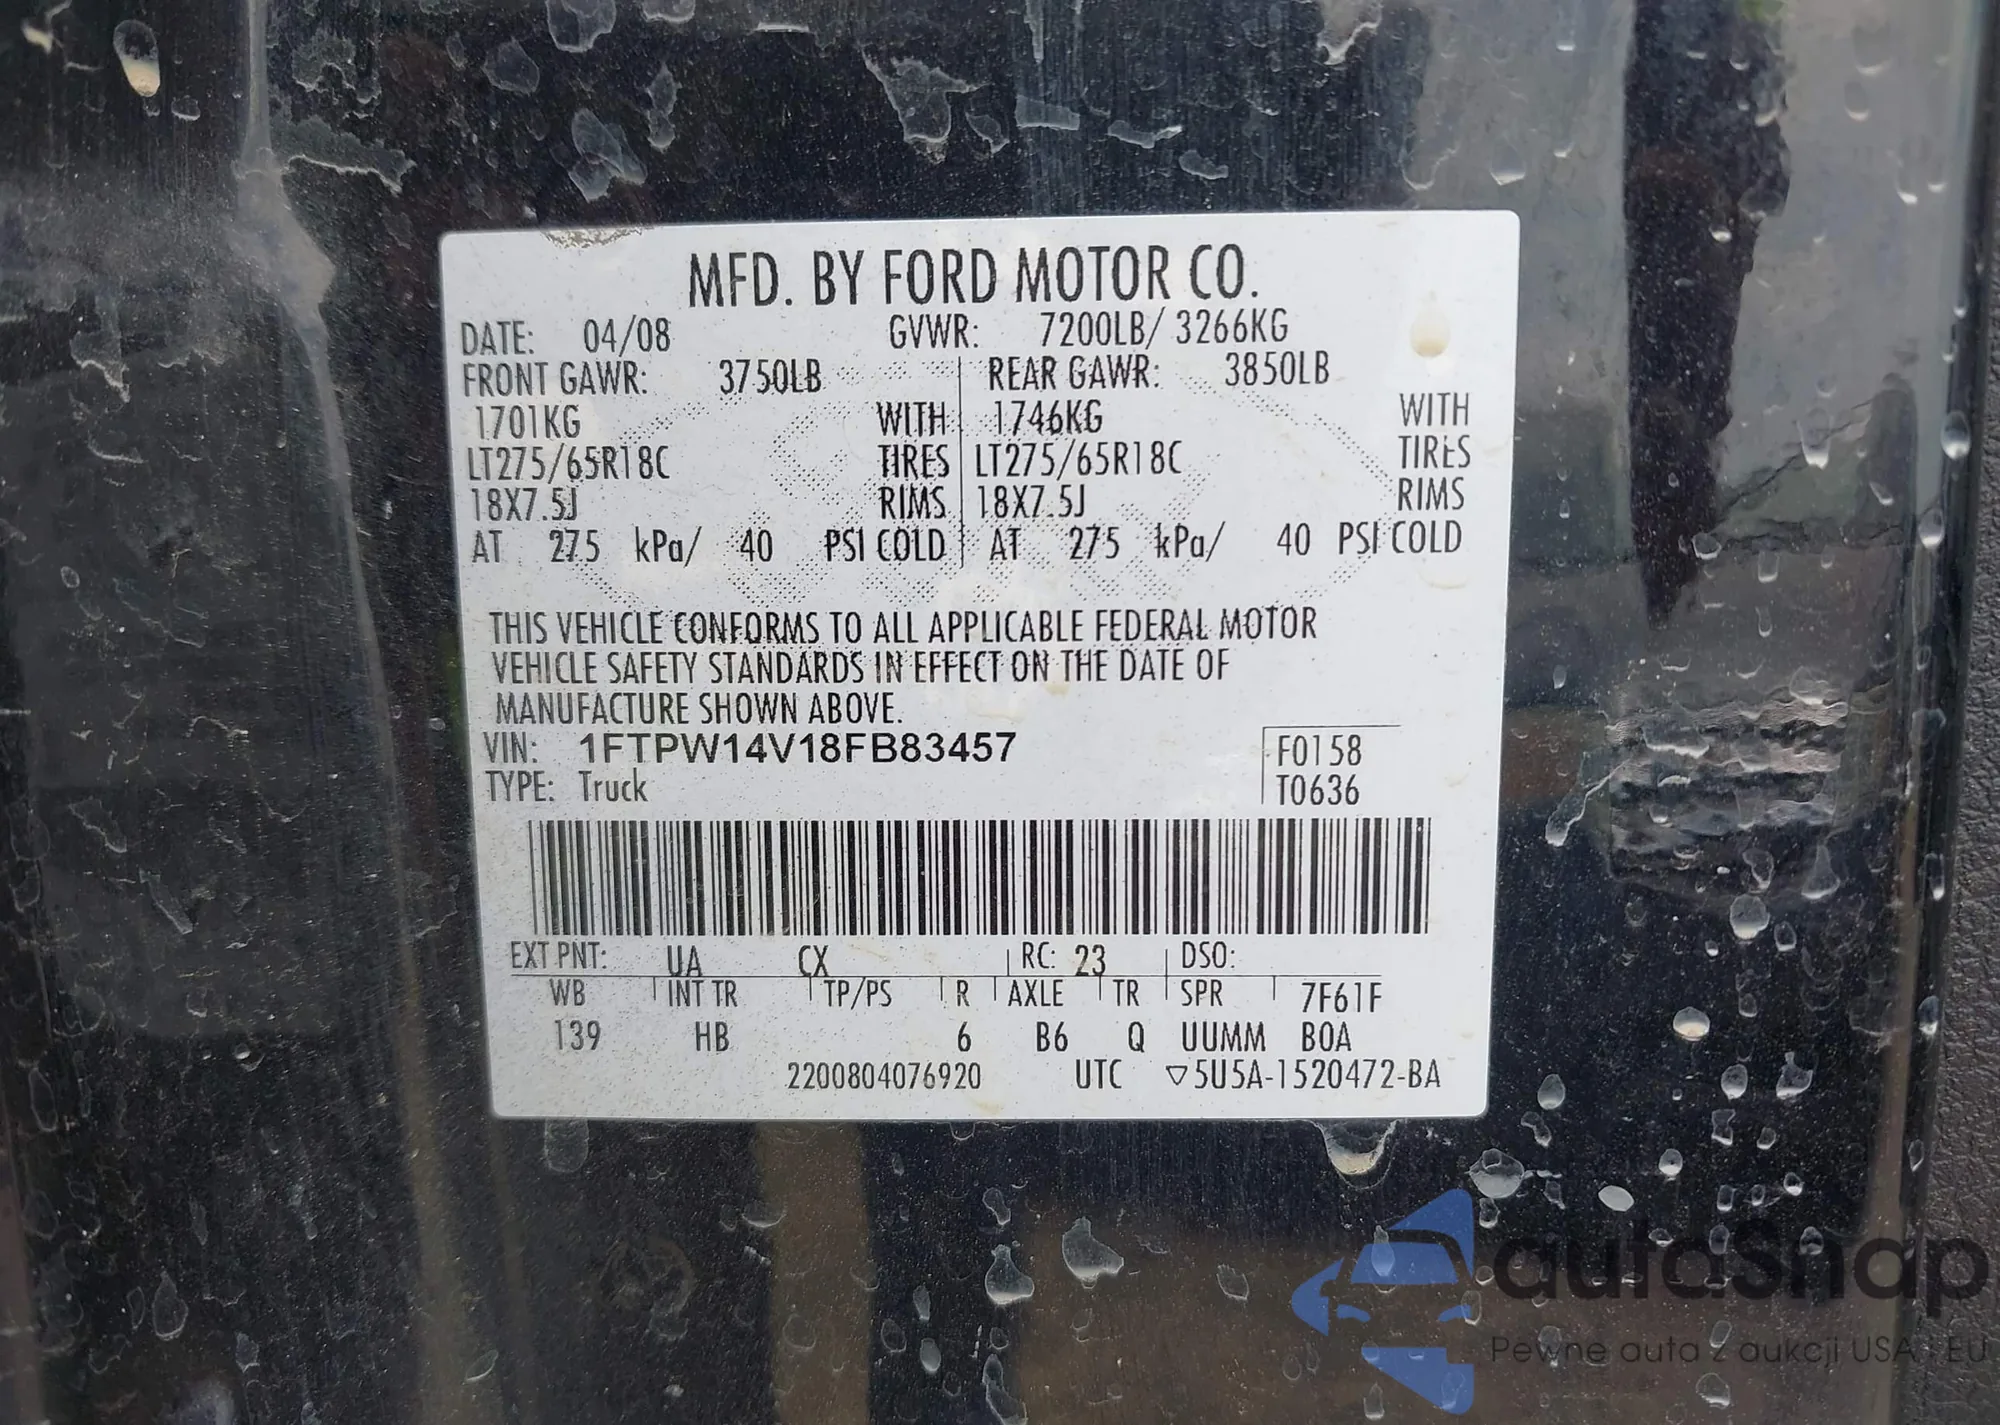 MFD. BY FORD MOTOR CO.
DATE: 04/08 GVWR: 7200LB/ 3266KG
FRONT GAWR: 3750LB REAR GAWR: 3850LB
1701KG WITH 1746KG WITH
LT275/65R18C TIRES LT275/65R18C TIRES
18X7.5J RIMS 18X7.5J RIMS
AT 275 kPa/ 40 PSI COLD AT 275 kPa/ 40 PSI COLD
THIS VEHICLE CONFORMS TO ALL APPLICABLE FEDERAL MOTOR
VEHICLE SAFETY STANDARDS IN EFFECT ON THE DATE OF
MANUFACTURE SHOWN ABOVE.
VIN: 1FTPW14V18FB83457 F0158
TYPE: Truck T0636
EXT PNT: UA CX RC: 23 DSO:
WB INT TR TP/PS R AXLE TR SPR 7F61F
139 HB 6 B6 Q UUMM BOA
2200804076920 UTC ▽5U5A-1520472-BA
autoSnap
Pewne auta z aukcji USA i EU